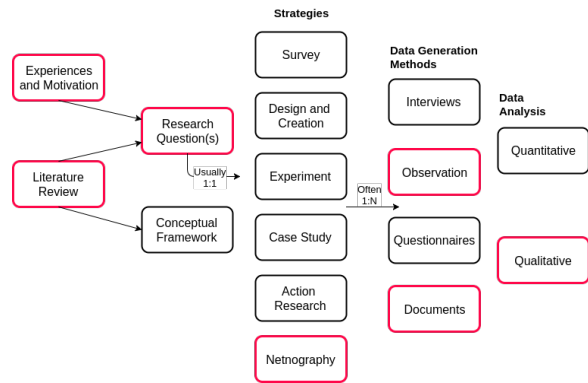 Strategies
Experiences
and Motivation
Literature
Review
Research
Question(s)
Conceptual
Framework
Usually
1:1
Survey
Design and
Creation
Experiment
Case Study
Action
Research
Netnography
Often
1:N
Data Generation
Methods
Interviews
Observation
Questionnaires
Documents
Data
Analysis
Quantitative
Qualitative